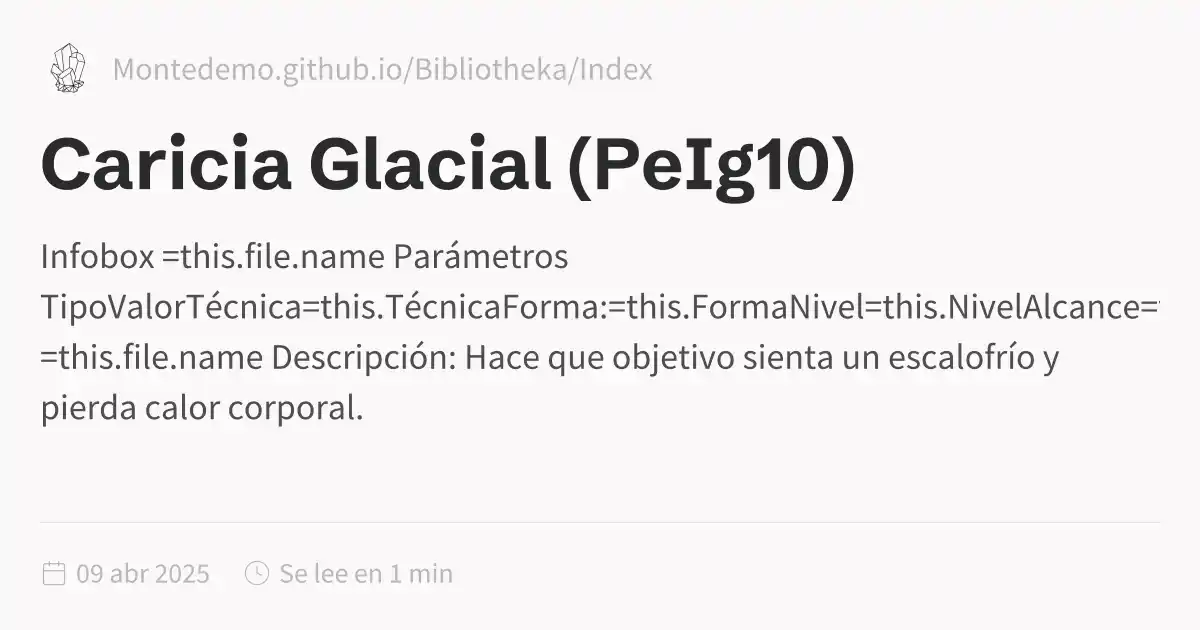 Montedemo.github.io/Bibliotheka/Index
Caricia Glacial (PeIg10)
Infobox =this.file.name Parámetros
TipoValorTécnica=this.TécnicaForma:=this.FormaNivel=this.NivelAlcance=
=this.file.name Descripción: Hace que objetivo sienta un escalofrío y
pierda calor corporal.
09 abr 2025
Se lee en 1 min